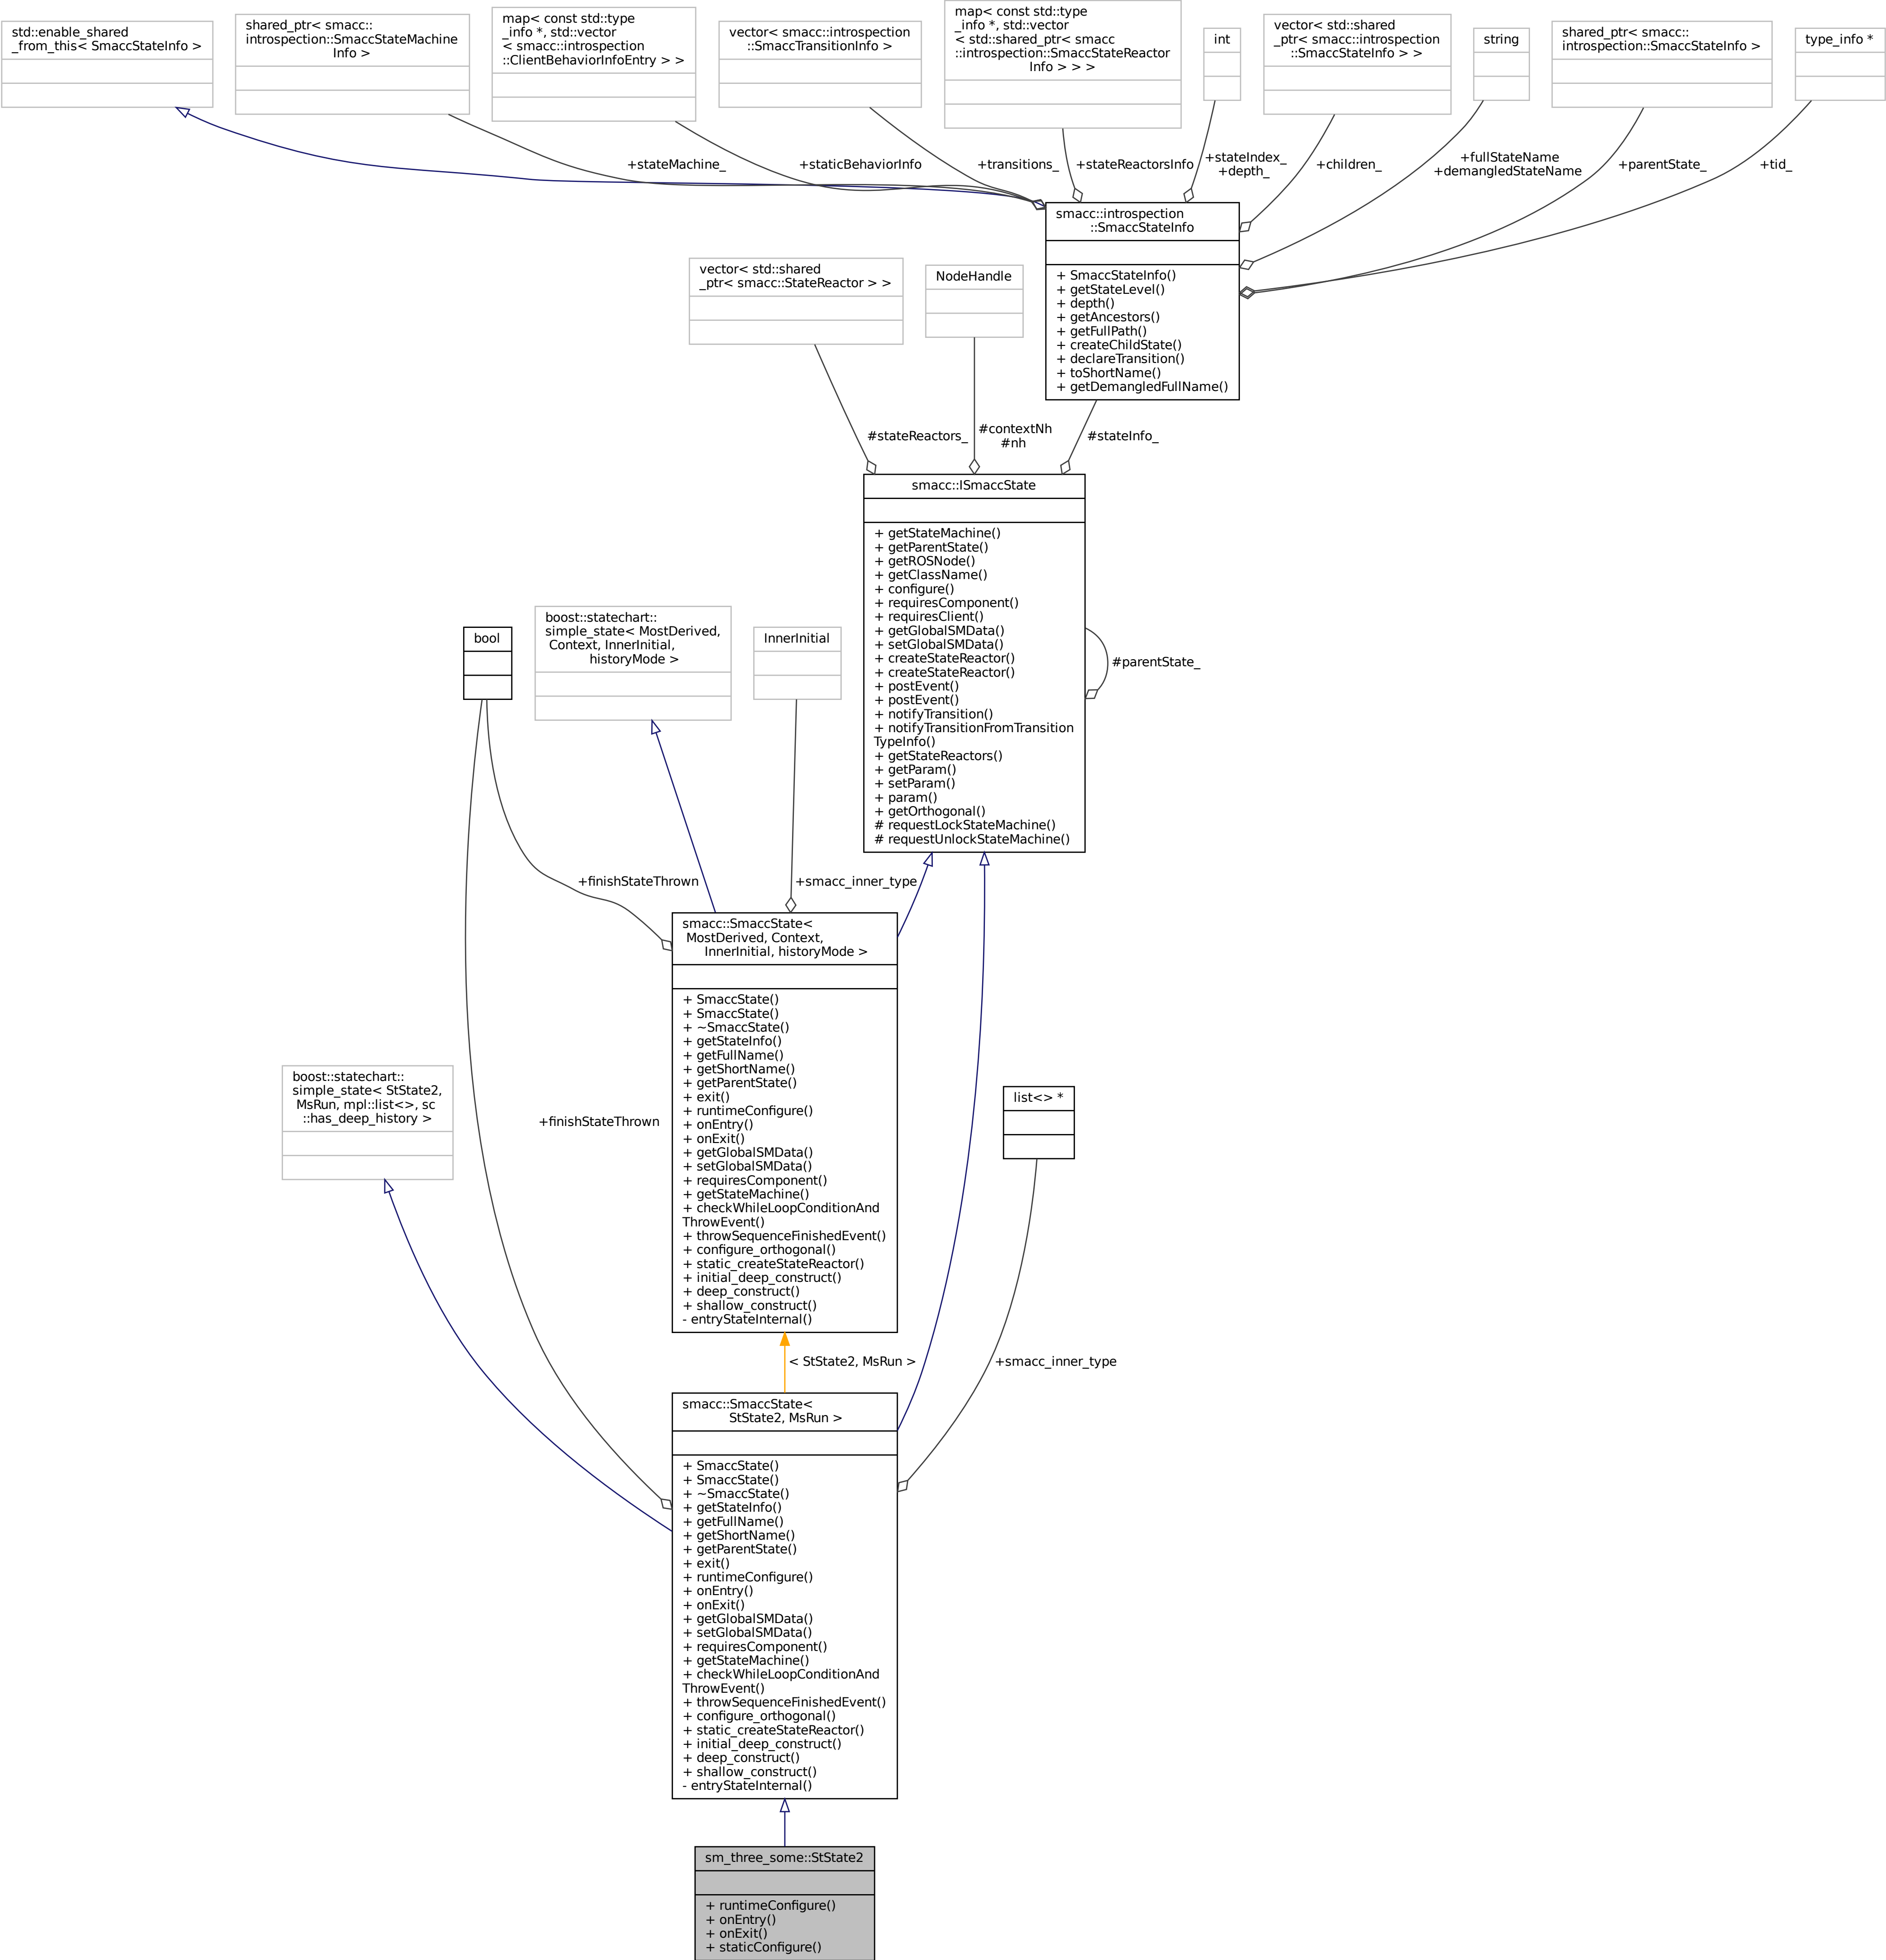 std::enable_shared
_from_this< SmaccStateInfo >
shared_ptr< smacc::
introspection::SmaccStateMachine
Info >
map< const std::type
_info *, std::vector
< smacc::introspection
::ClientBehaviorInfoEntry > >
vector< smacc::introspection
::SmaccTransitionInfo >
map< const std::type
_info *, std::vector
< std::shared_ptr< smacc
::introspection::SmaccStateReactor
Info > > >
int
vector< std::shared
_ptr< smacc::introspection
::SmaccStateInfo > >
string
shared_ptr< smacc::
introspection::SmaccStateInfo >
type_info *
+stateMachine_
+staticBehaviorInfo
+transitions_
+stateReactorsInfo
+stateIndex_
+depth_
+children_
+fullStateName
+demangledStateName
+parentState_
+tid_
smacc::introspection
::SmaccStateInfo
+ SmaccStateInfo()
+ getStateLevel()
+ depth()
+ getAncestors()
+ getFullPath()
+ createChildState()
+ declareTransition()
+ toShortName()
+ getDemangledFullName()
vector< std::shared
_ptr< smacc::StateReactor > >
NodeHandle
#stateReactors_
#contextNh
#nh
#stateInfo_
smacc::ISmaccState
+ getStateMachine()
+ getParentState()
+ getROSNode()
+ getClassName()
+ configure()
+ requiresComponent()
+ requiresClient()
+ getGlobalSMData()
+ setGlobalSMData()
+ createStateReactor()
+ createStateReactor()
+ postEvent()
+ postEvent()
+ notifyTransition()
+ notifyTransitionFromTransition
TypeInfo()
+ getStateReactors()
+ getParam()
+ setParam()
+ param()
+ getOrthogonal()
# requestLockStateMachine()
# requestUnlockStateMachine()
#parentState_
bool
boost::statechart::
simple_state< MostDerived,
Context, InnerInitial,
historyMode >
InnerInitial
+finishStateThrown
+smacc_inner_type
smacc::SmaccState<
MostDerived, Context,
InnerInitial, historyMode >
+ SmaccState()
+ SmaccState()
+ ~SmaccState()
+ getStateInfo()
+ getFullName()
+ getShortName()
+ getParentState()
+ exit()
+ runtimeConfigure()
+ onEntry()
+ onExit()
+ getGlobalSMData()
+ setGlobalSMData()
+ requiresComponent()
+ getStateMachine()
+ checkWhileLoopConditionAnd
ThrowEvent()
+ throwSequenceFinishedEvent()
+ configure_orthogonal()
+ static_createStateReactor()
+ initial_deep_construct()
+ deep_construct()
+ shallow_construct()
- entryStateInternal()
boost::statechart::
simple_state< StState2,
MsRun, mpl::list<>, sc
::has_deep_history >
+finishStateThrown
list<> *
< StState2, MsRun >
+smacc_inner_type
smacc::SmaccState<
StState2, MsRun >
+ SmaccState()
+ SmaccState()
+ ~SmaccState()
+ getStateInfo()
+ getFullName()
+ getShortName()
+ getParentState()
+ exit()
+ runtimeConfigure()
+ onEntry()
+ onExit()
+ getGlobalSMData()
+ setGlobalSMData()
+ requiresComponent()
+ getStateMachine()
+ checkWhileLoopConditionAnd
ThrowEvent()
+ throwSequenceFinishedEvent()
+ configure_orthogonal()
+ static_createStateReactor()
+ initial_deep_construct()
+ deep_construct()
+ shallow_construct()
- entryStateInternal()
sm_three_some::StState2
+ runtimeConfigure()
+ onEntry()
+ onExit()
+ staticConfigure()